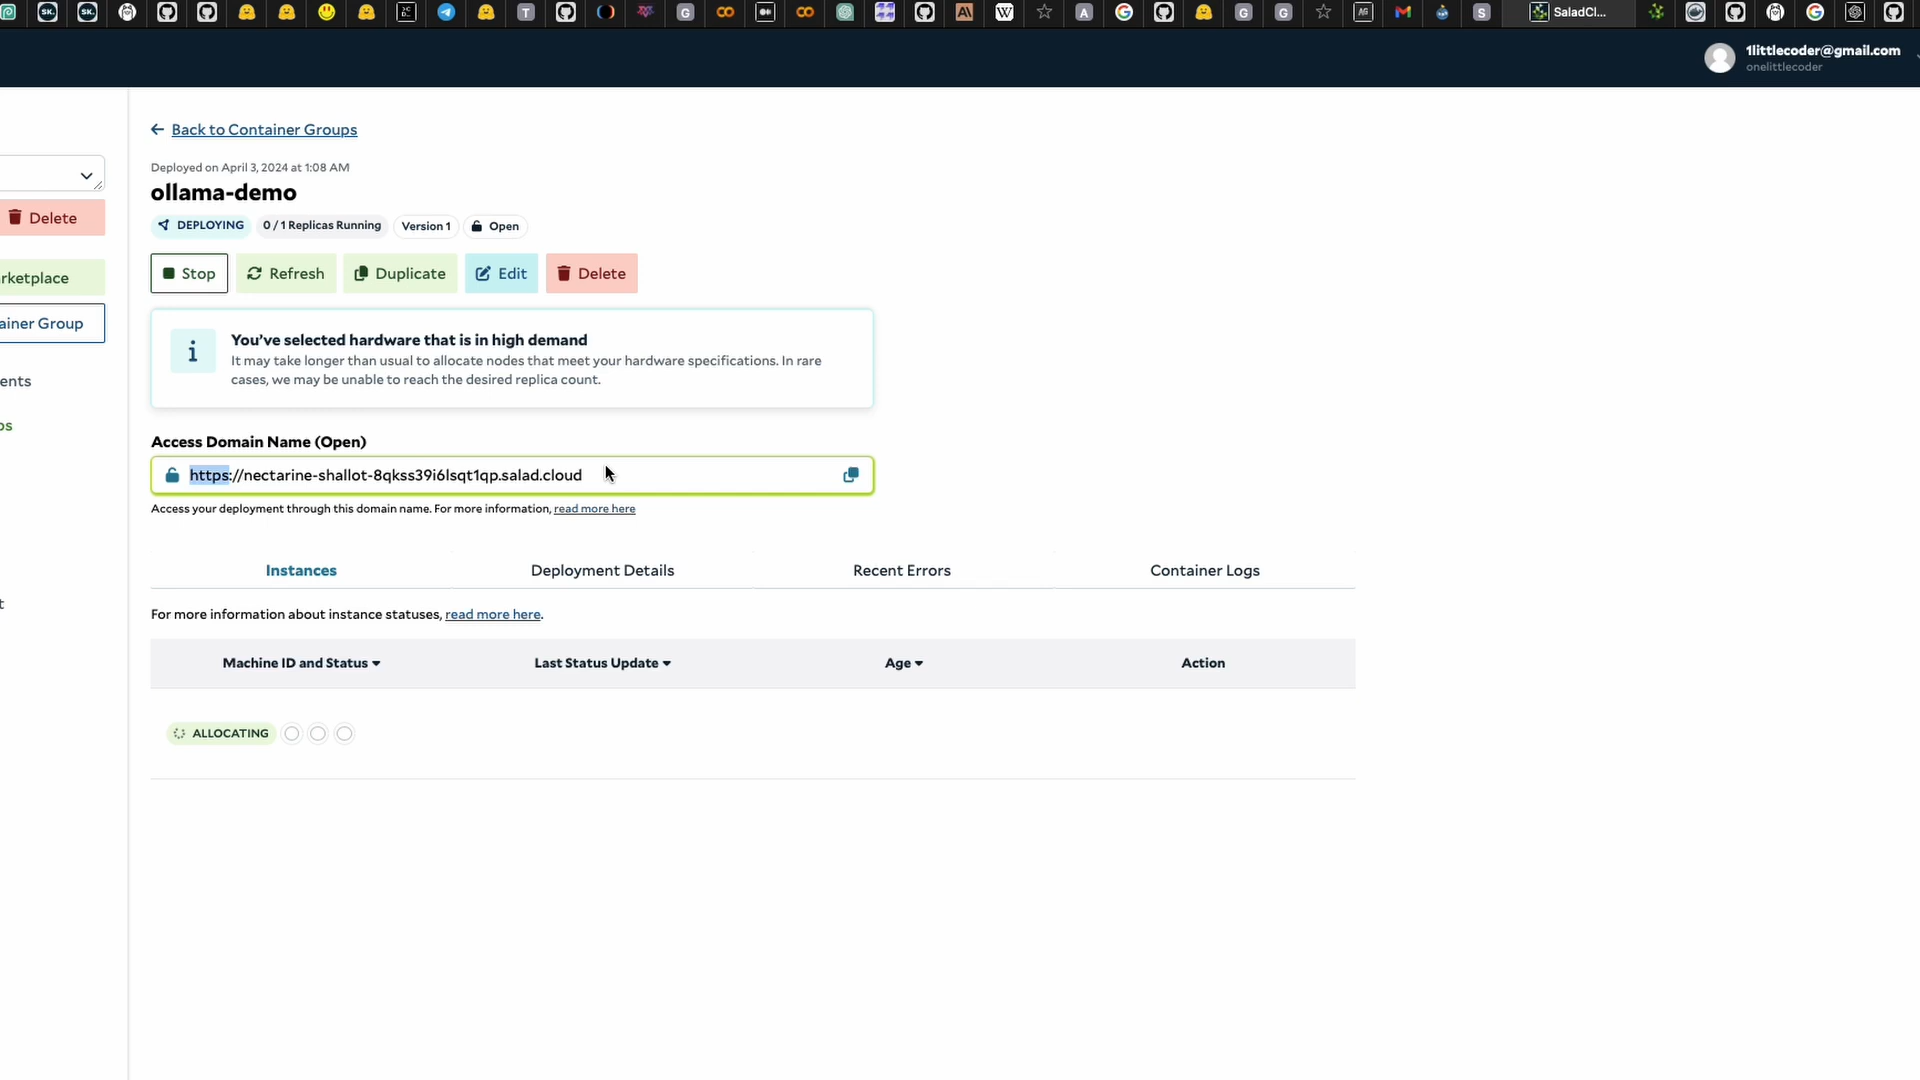 SaladCl...
1littlecoder@gmail.com
onelittlecoder
Back to Container Groups
Deployed on April 3, 2024 at 1:08 AM
ollama-demo
DEPLOYING
0 / 1 Replicas Running
Version 1
Open
Stop
Refresh
Duplicate
Edit
Delete
Delete
rketplace
ainer Group
ents
ps
t
You've selected hardware that is in high demand
It may take longer than usual to allocate nodes that meet your hardware specifications. In rare
cases, we may be unable to reach the desired replica count.
Access Domain Name (Open)
https://nectarine-shallot-8qkss39i6lsqt1qp.salad.cloud
Access your deployment through this domain name. For more information, read more here
Instances
Deployment Details
Recent Errors
Container Logs
For more information about instance statuses, read more here.
Machine ID and Status
Last Status Update
Age
Action
ALLOCATING